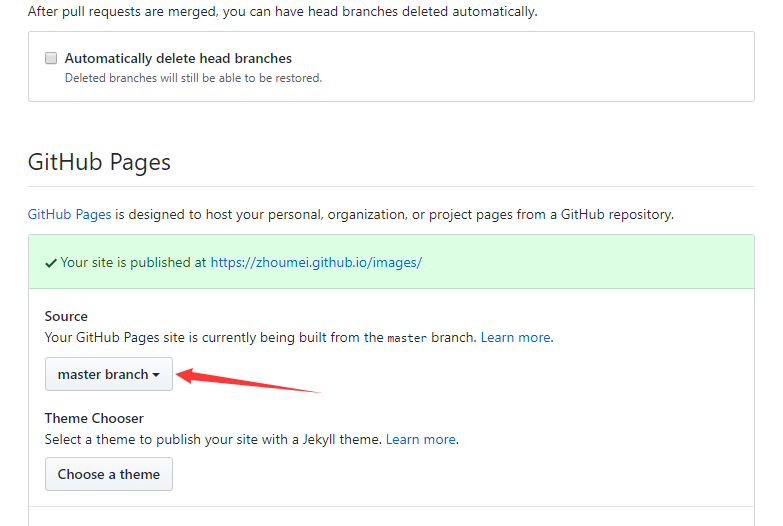 After pull requests are merged, you can have head branches deleted automatically.
Automatically delete head branches
Deleted branches will still be able to be restored.
GitHub Pages
GitHub Pages is designed to host your personal, organization, or project pages from a GitHub repository.
Your site is published at https://zhoumei.github.io/images/
Source
Your GitHub Pages site is currently being built from the master branch. Learn more.
master branch
Theme Chooser
Select a theme to publish your site with a Jekyll theme. Learn more.
Choose a theme